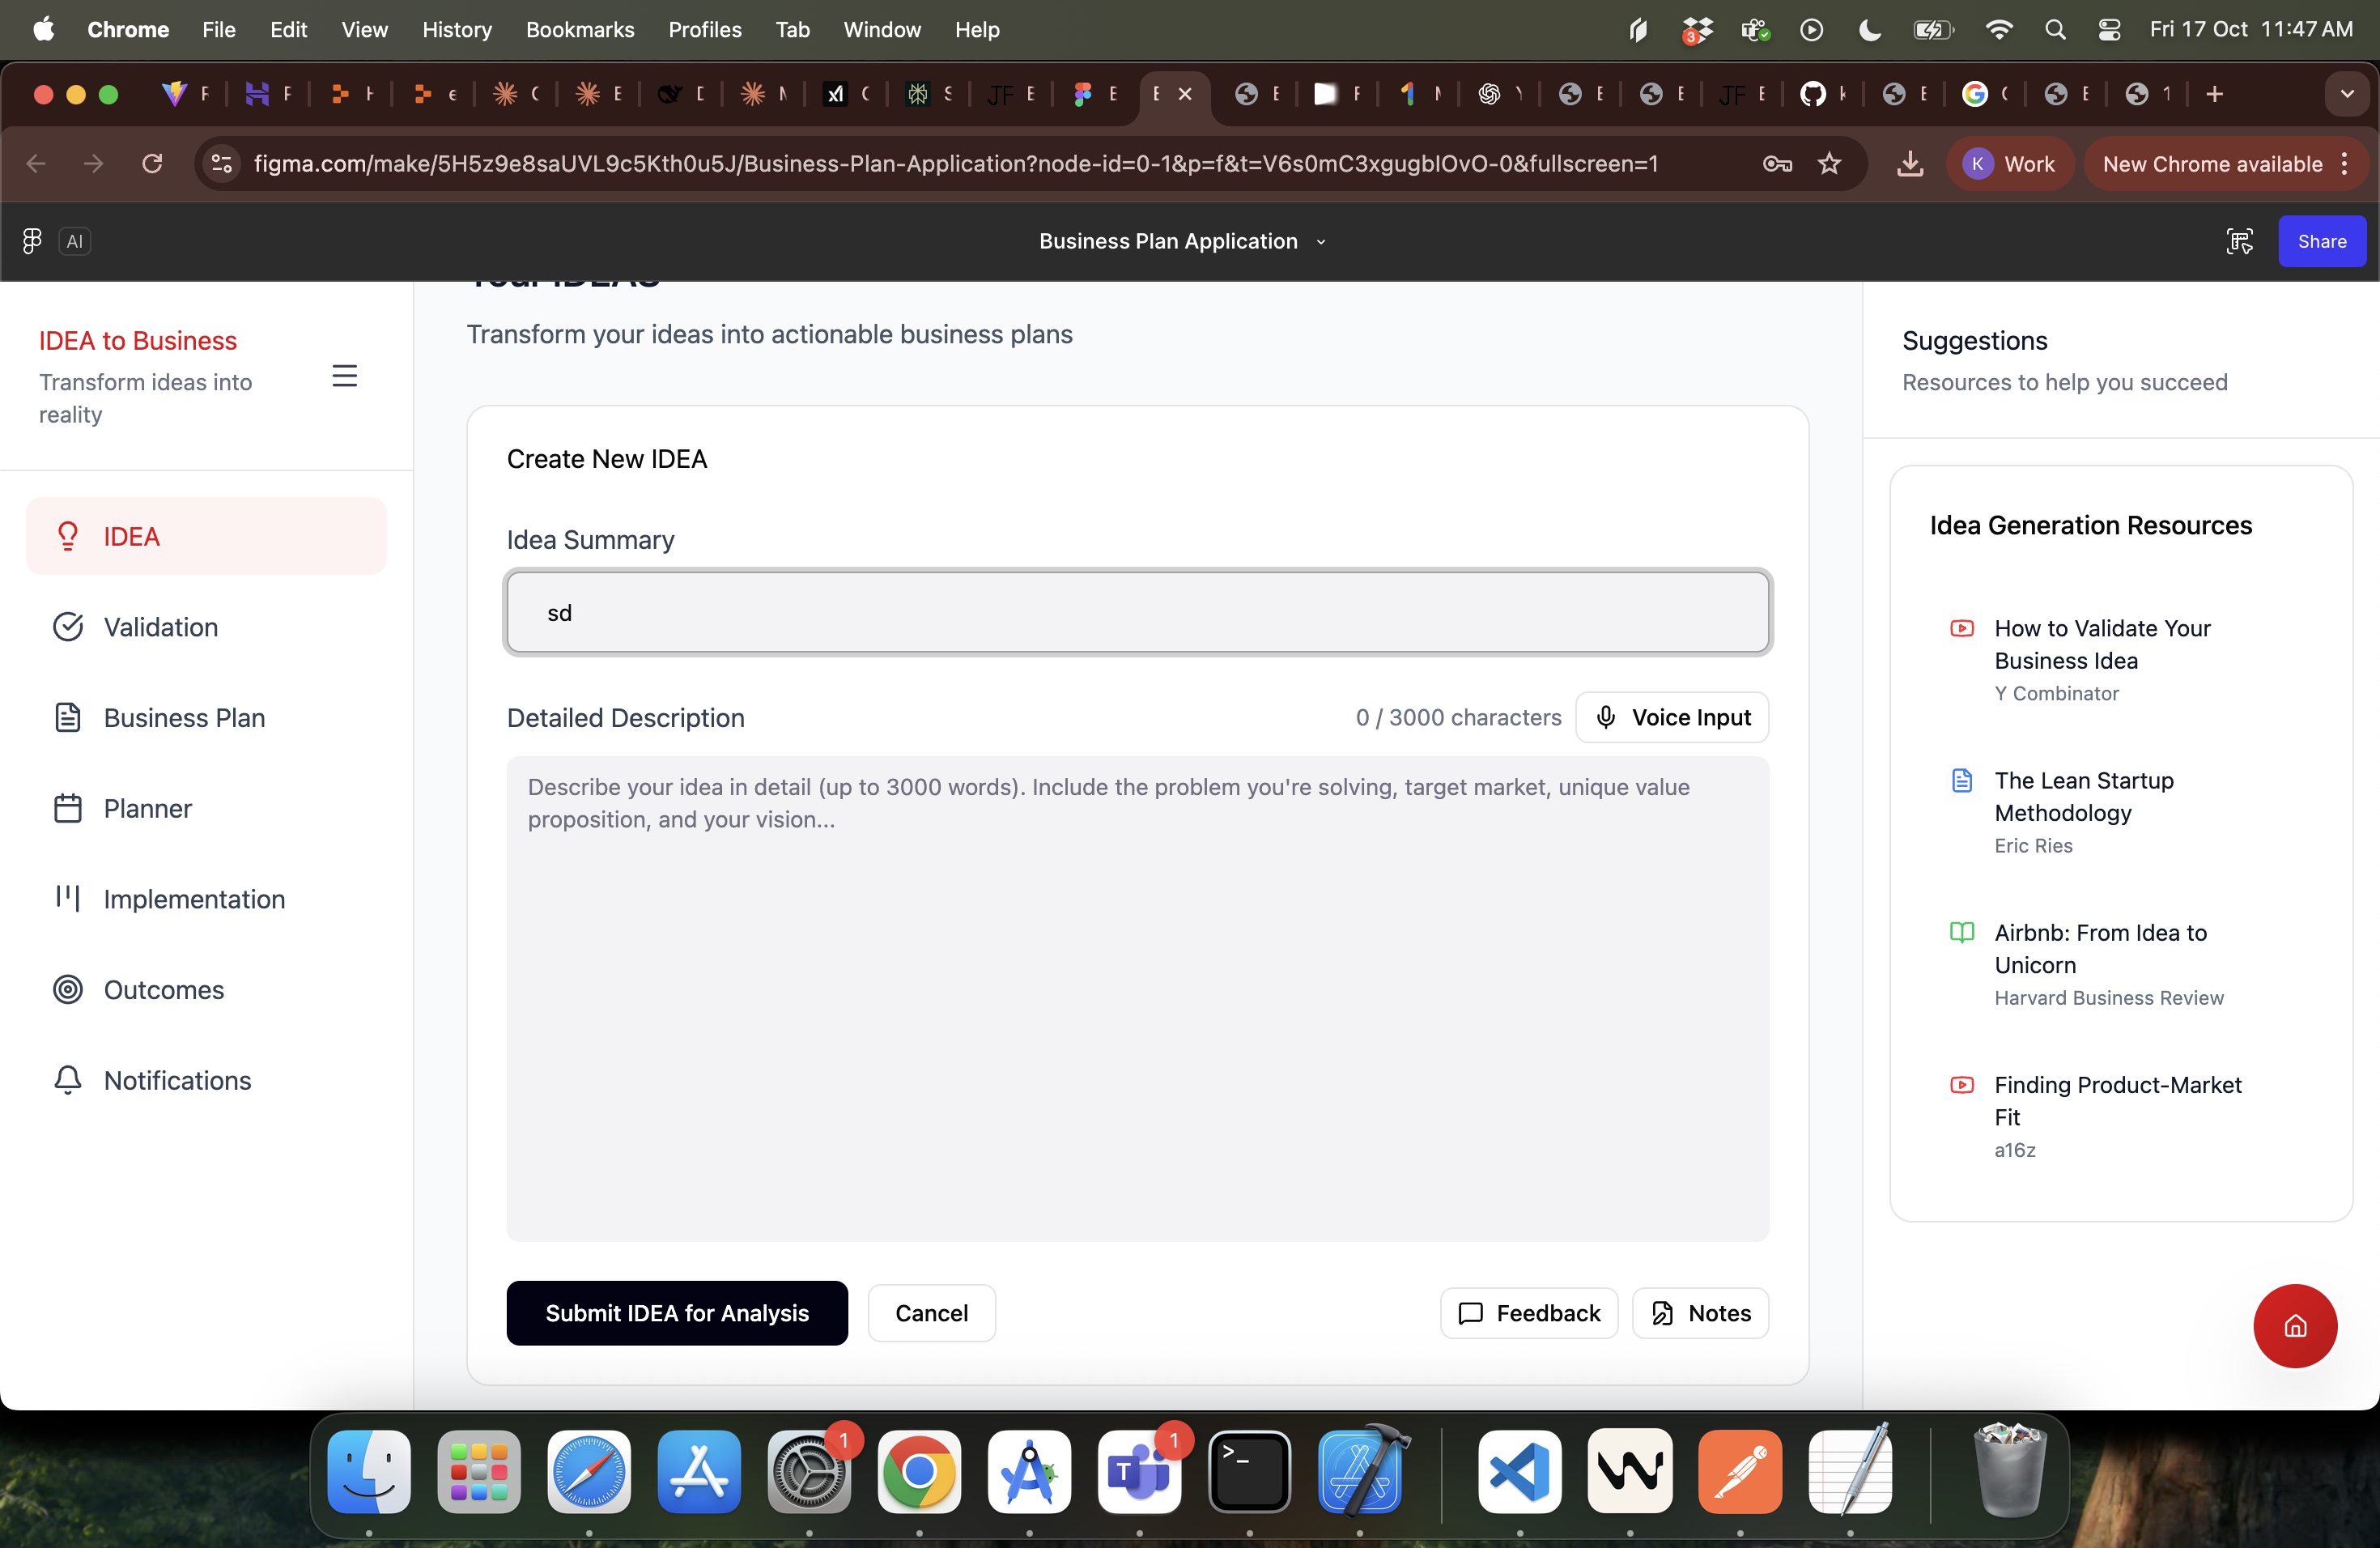 Chrome File Edit View History Bookmarks Profiles Tab Window Help
3
Fri 17 Oct 11:47 AM
figma.com/make/5H5z9e8saUVL9c5Kth0u5J/Business-Plan-Application?node-id=0-1&p=f&t=V6s0mC3xgugbIOvO-0&fullscreen=1
K Work
New Chrome available
AI
Business Plan Application
Share
IDEA to Business
Transform ideas into
reality
IDEA
Validation
Business Plan
Planner
Implementation
Outcomes
Notifications
Your IDEAS
Transform your ideas into actionable business plans
Create New IDEA
Idea Summary
sd
Detailed Description
0 / 3000 characters
Voice Input
Describe your idea in detail (up to 3000 words). Include the problem you're solving, target market, unique value
proposition, and your vision...
Submit IDEA for Analysis
Cancel
Feedback
Notes
Suggestions
Resources to help you succeed
Idea Generation Resources
How to Validate Your
Business Idea
Y Combinator
The Lean Startup
Methodology
Eric Ries
Airbnb: From Idea to
Unicorn
Harvard Business Review
Finding Product-Market
Fit
a16z
1
1